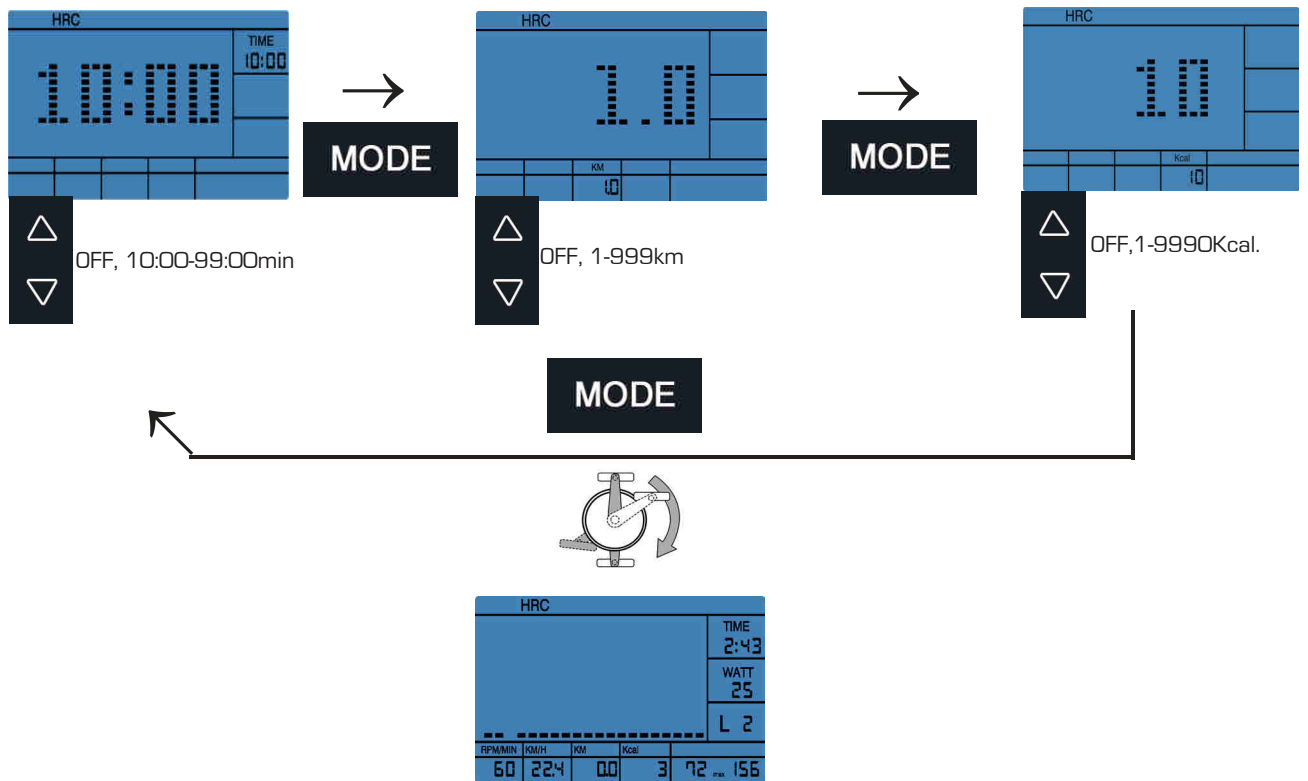 HRC
TIME
10:00
10:00
MODE
OFF, 10:00-99:00min
HRC
1.0
KM
1.0
MODE
OFF, 1-999km
HRC
10
Kcal
10
OFF,1-9990Kcal.
MODE
HRC
TIME
2:43
WATT
25
L 2
RPM/MIN KM/H KM Kcal
60 22.4 0.0 3 72 max 156